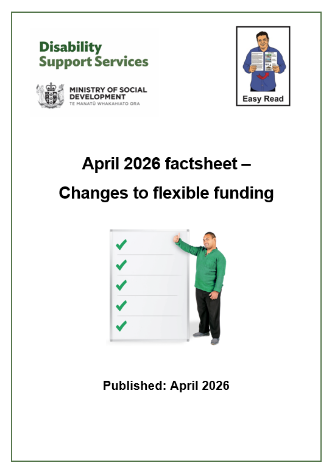 Disability
Support Services
MINISTRY OF SOCIAL
DEVELOPMENT
TE MANATŪ WHAKAHIATO ORA
Easy Read
April 2026 factsheet –
Changes to flexible funding
Published: April 2026